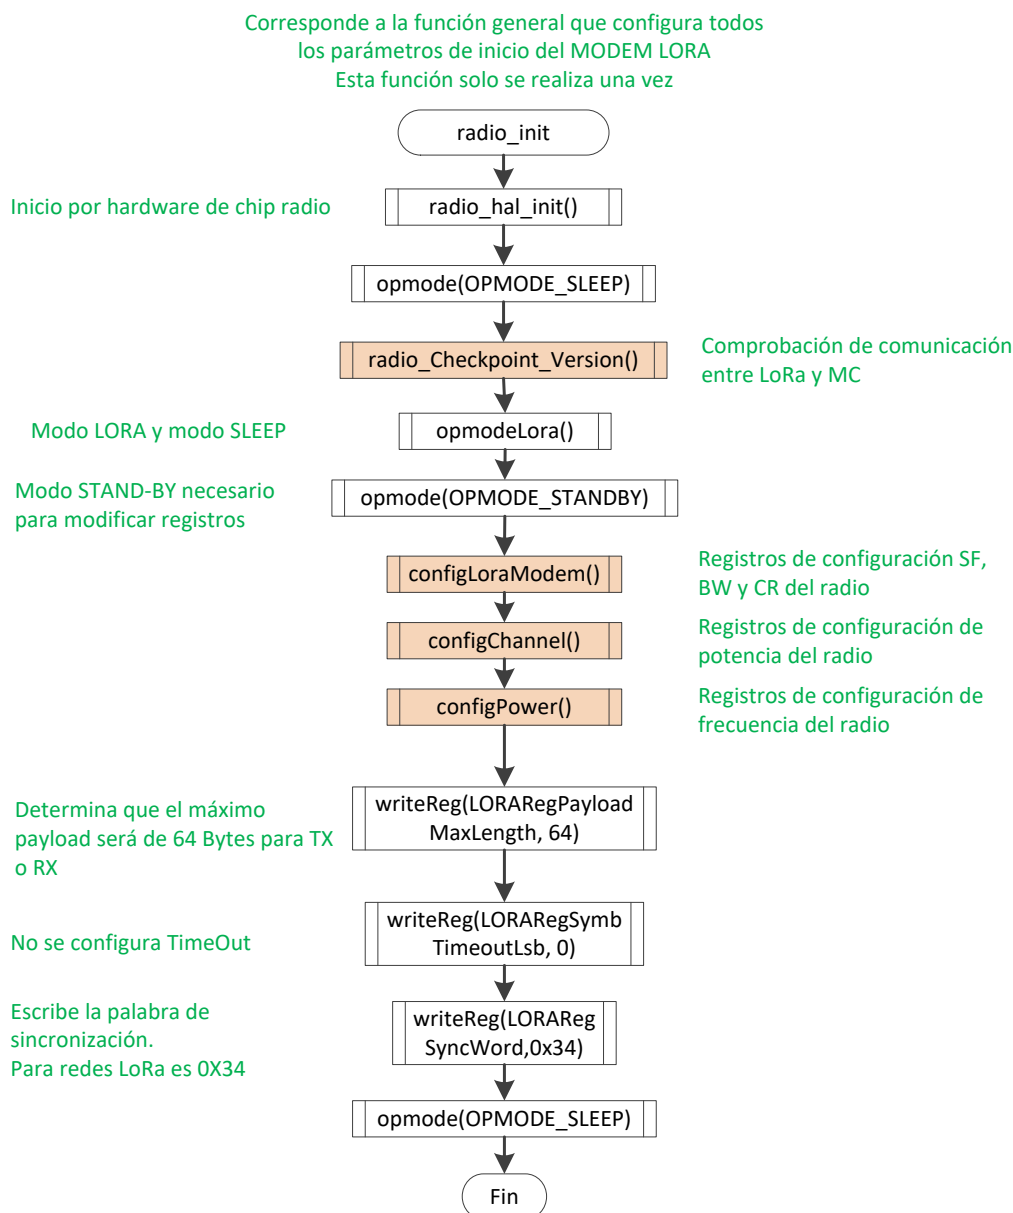 Corresponde a la función general que configura todos
los parámetros de inicio del MODEM LORA
Esta función solo se realiza una vez
radio_init
Inicio por hardware de chip radio
radio_hal_init()
opmode(OPMODE_SLEEP)
radio_Checkpoint_Version()
Comprobación de comunicación
entre LoRa y MC
Modo LORA y modo SLEEP
opmodeLora()
Modo STAND-BY necesario
para modificar registros
opmode(OPMODE_STANDBY)
configLoraModem()
Registros de configuración SF,
BW y CR del radio
configChannel()
Registros de configuración de
potencia del radio
configPower()
Registros de configuración de
frecuencia del radio
Determina que el máximo
payload será de 64 Bytes para TX
o RX
writeReg(LORARegPayload
MaxLength, 64)
No se configura TimeOut
writeReg(LORARegSymb
TimeoutLsb, 0)
Escribe la palabra de
sincronización.
Para redes LoRa es 0X34
writeReg(LORAReg
SyncWord,0x34)
opmode(OPMODE_SLEEP)
Fin